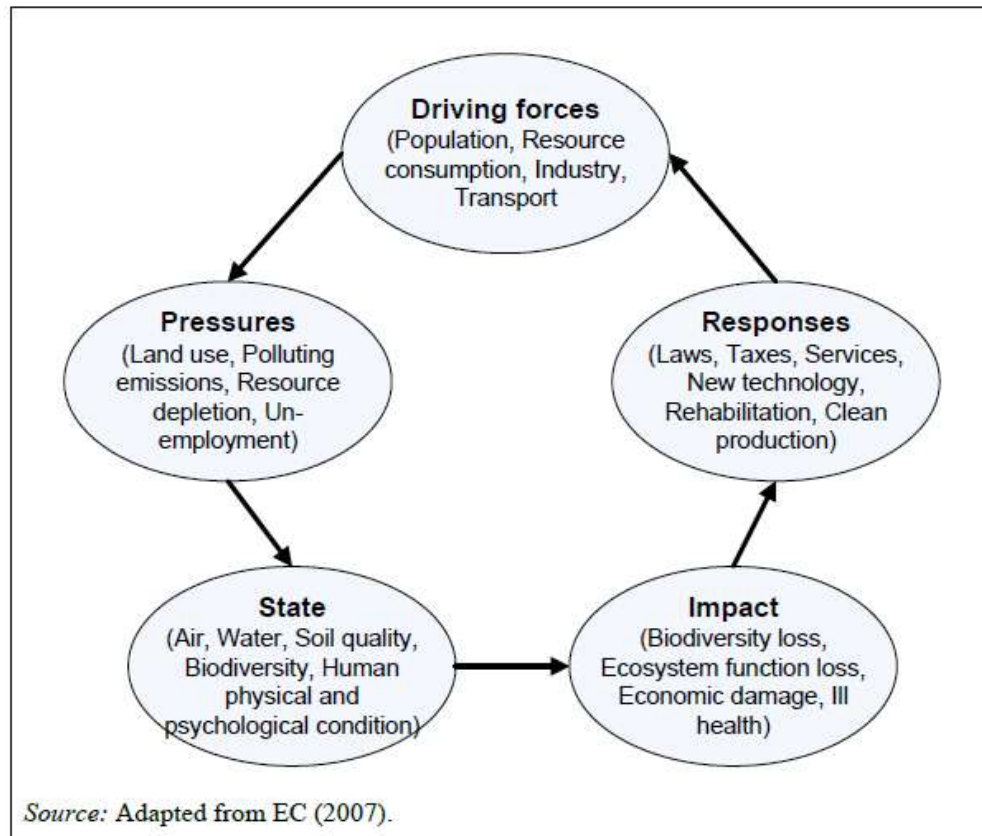 Driving forces
(Population, Resource
consumption, Industry,
Transport
Pressures
(Land use, Polluting
emissions, Resource
depletion, Un-
employment)
State
(Air, Water, Soil quality,
Biodiversity, Human
physical and
psychological condition)
Impact
(Biodiversity loss,
Ecosystem function loss,
Economic damage, Ill
health)
Responses
(Laws, Taxes, Services,
New technology,
Rehabilitation, Clean
production)
Source: Adapted from EC (2007).